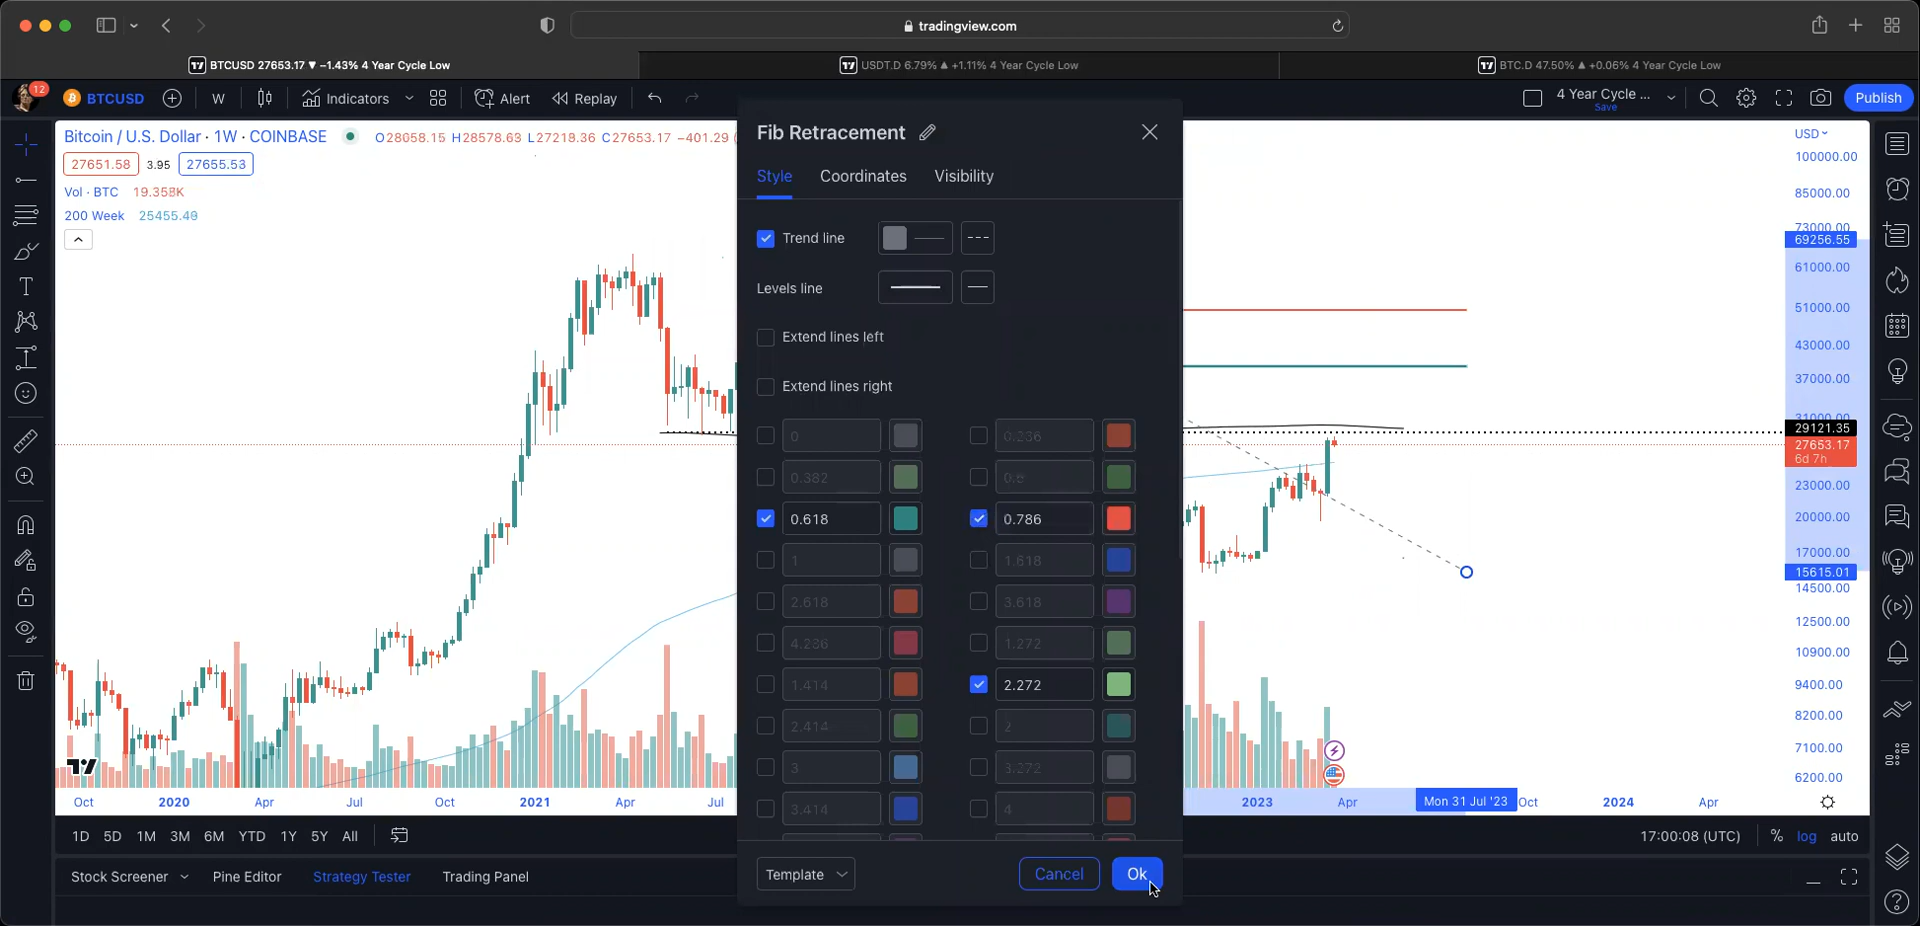 tradingview.com
BTCUSD 27653.17 ▼ −1.43% 4 Year Cycle Low
USDT.D 6.79% ▲ +1.11% 4 Year Cycle Low
BTC.D 47.50% ▲ +0.06% 4 Year Cycle Low
12
BTCUSD
W
Indicators
Alert
Replay
4 Year Cycle ...
Save
Publish
Bitcoin / U.S. Dollar · 1W · COINBASE
O28058.15 H28578.63 L27218.36 C27653.17 −401.29 (
27651.58 3.95 27655.53
Vol · BTC 19.358K
200 Week 25455.49
Fib Retracement
Style Coordinates Visibility
Trend line
Levels line
Extend lines left
Extend lines right
0 0.236
0.382
0.618 0.786
1 1.618
2.618 3.618
4.236 1.272
1.414 2.272
2.414 2
3 3.272
3.414 4
Template
Cancel
Ok
USD
100000.00
85000.00
73000.00
69256.55
61000.00
51000.00
43000.00
37000.00
31000.00
29121.35
27653.17
6d 7h
23000.00
20000.00
17000.00
15615.01
14500.00
12500.00
10900.00
9400.00
8200.00
7100.00
6200.00
Oct 2020 Apr Jul Oct 2021 Apr Jul 2023 Apr Mon 31 Jul '23 Oct 2024 Apr
1D 5D 1M 3M 6M YTD 1Y 5Y All
17:00:08 (UTC) % log auto
Stock Screener Pine Editor Strategy Tester Trading Panel